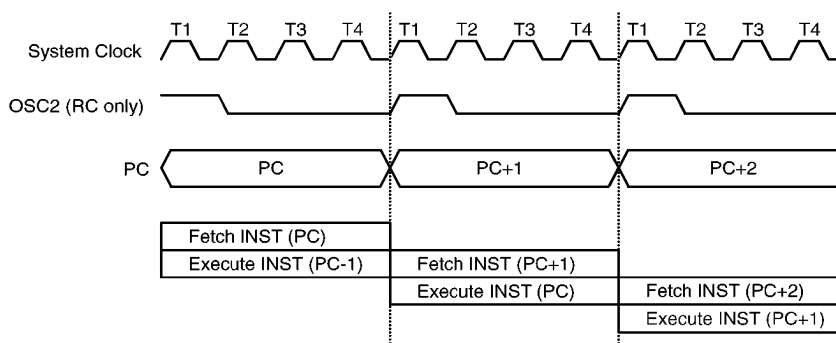 T1 T2 T3 T4 T1 T2 T3 T4 T1 T2 T3 T4
System Clock
OSC2 (RC only)
PC PC PC+1 PC+2
Fetch INST (PC)
Execute INST (PC-1) Fetch INST (PC+1)
Execute INST (PC) Fetch INST (PC+2)
Execute INST (PC+1)